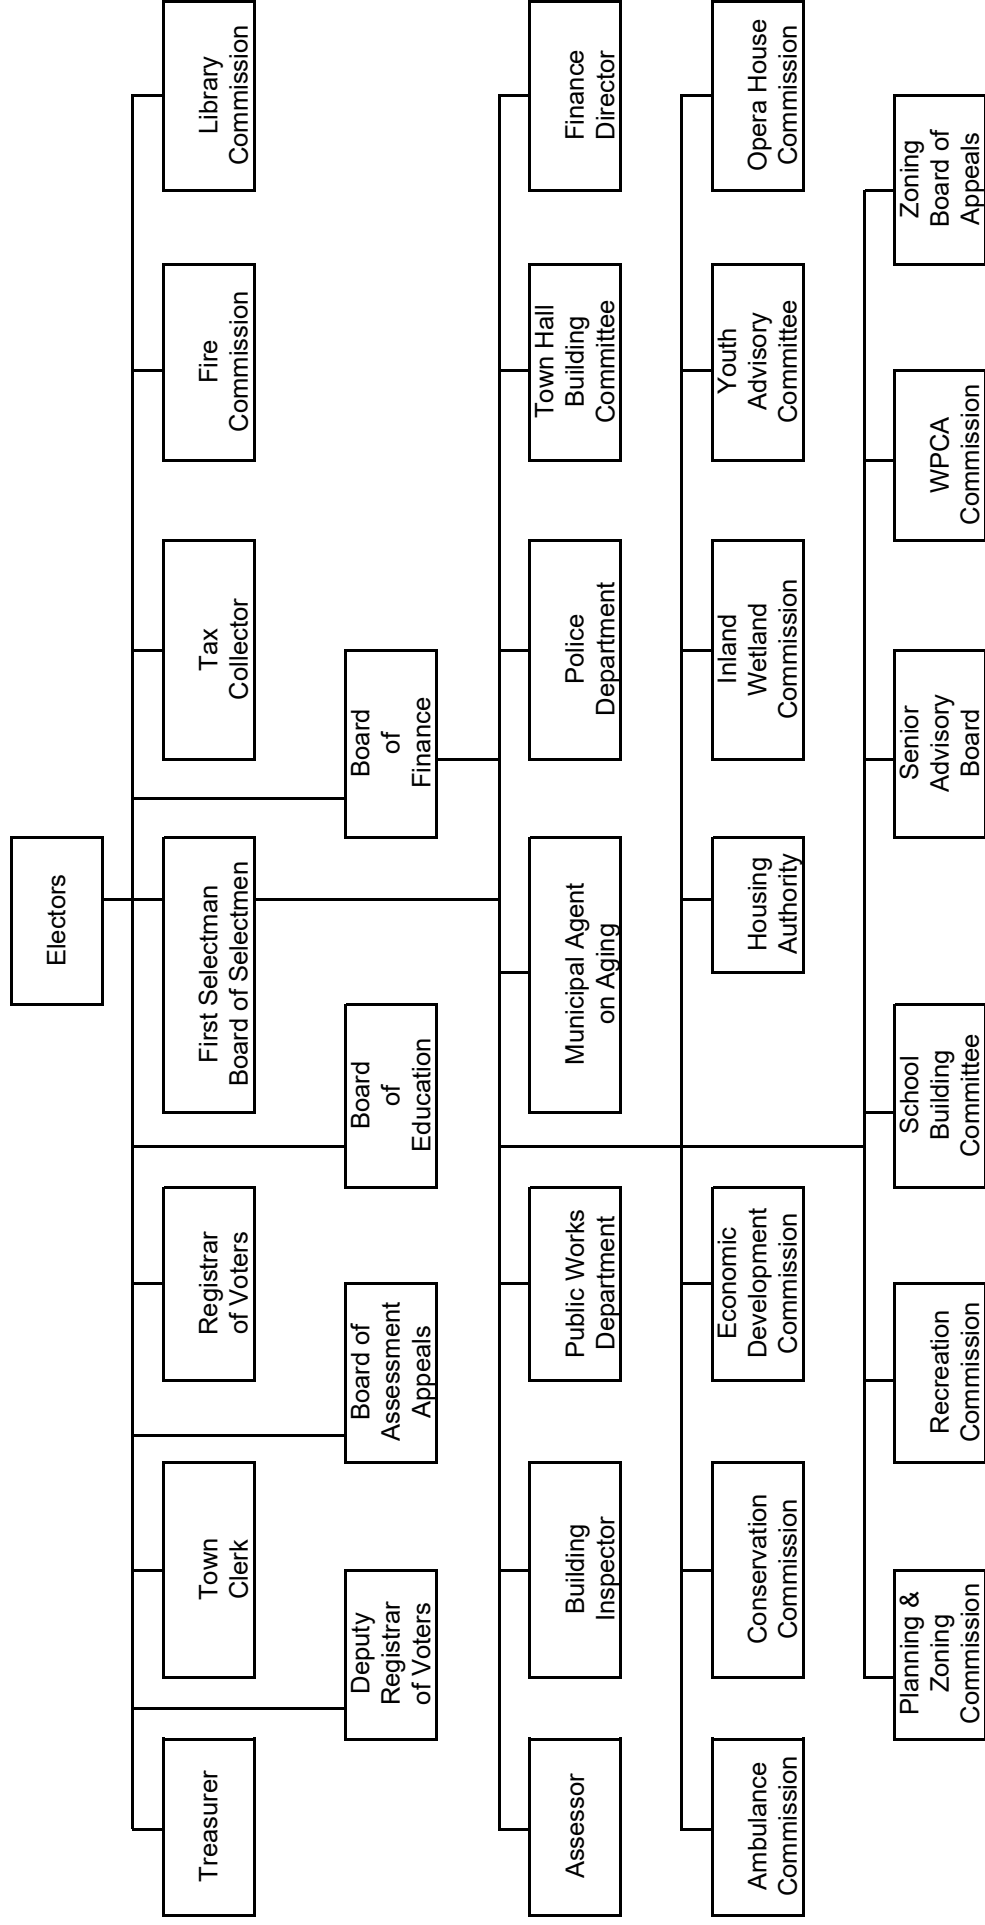 Electors
Treasurer
Town
Clerk
Registrar
of Voters
First Selectman
Board of Selectmen
Tax
Collector
Fire
Commission
Library
Commission
Deputy
Registrar
of Voters
Board of
Assessment
Appeals
Board
of
Education
Board
of
Finance
Assessor
Building
Inspector
Public Works
Department
Municipal Agent
on Aging
Police
Department
Town Hall
Building
Committee
Finance
Director
Ambulance
Commission
Conservation
Commission
Economic
Development
Commission
Housing
Authority
Inland
Wetland
Commission
Youth
Advisory
Committee
Opera House
Commission
Planning &
Zoning
Commission
Recreation
Commission
School
Building
Committee
Senior
Advisory
Board
WPCA
Commission
Zoning
Board of
Appeals